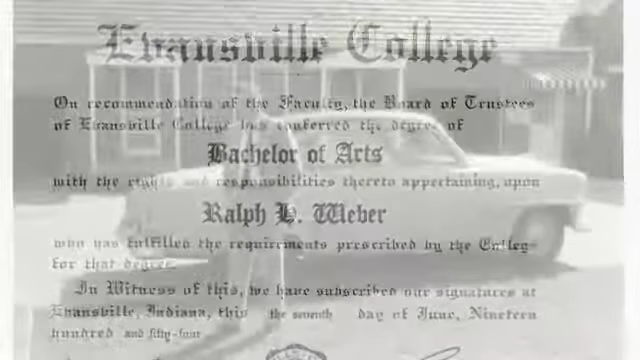 Evansville College
On recommendation of the Faculty, the Board of Trustees
of Evansville College has conferred the degree of
Bachelor of Arts
with the rights and responsibilities thereto appertaining, upon
Ralph L. Weber
who has fulfilled the requirements prescribed by the College
for that degree.
In Witness of this, we have subscribed our signatures at
Evansville, Indiana, this the seventh day of June, Nineteen
hundred and fifty-four